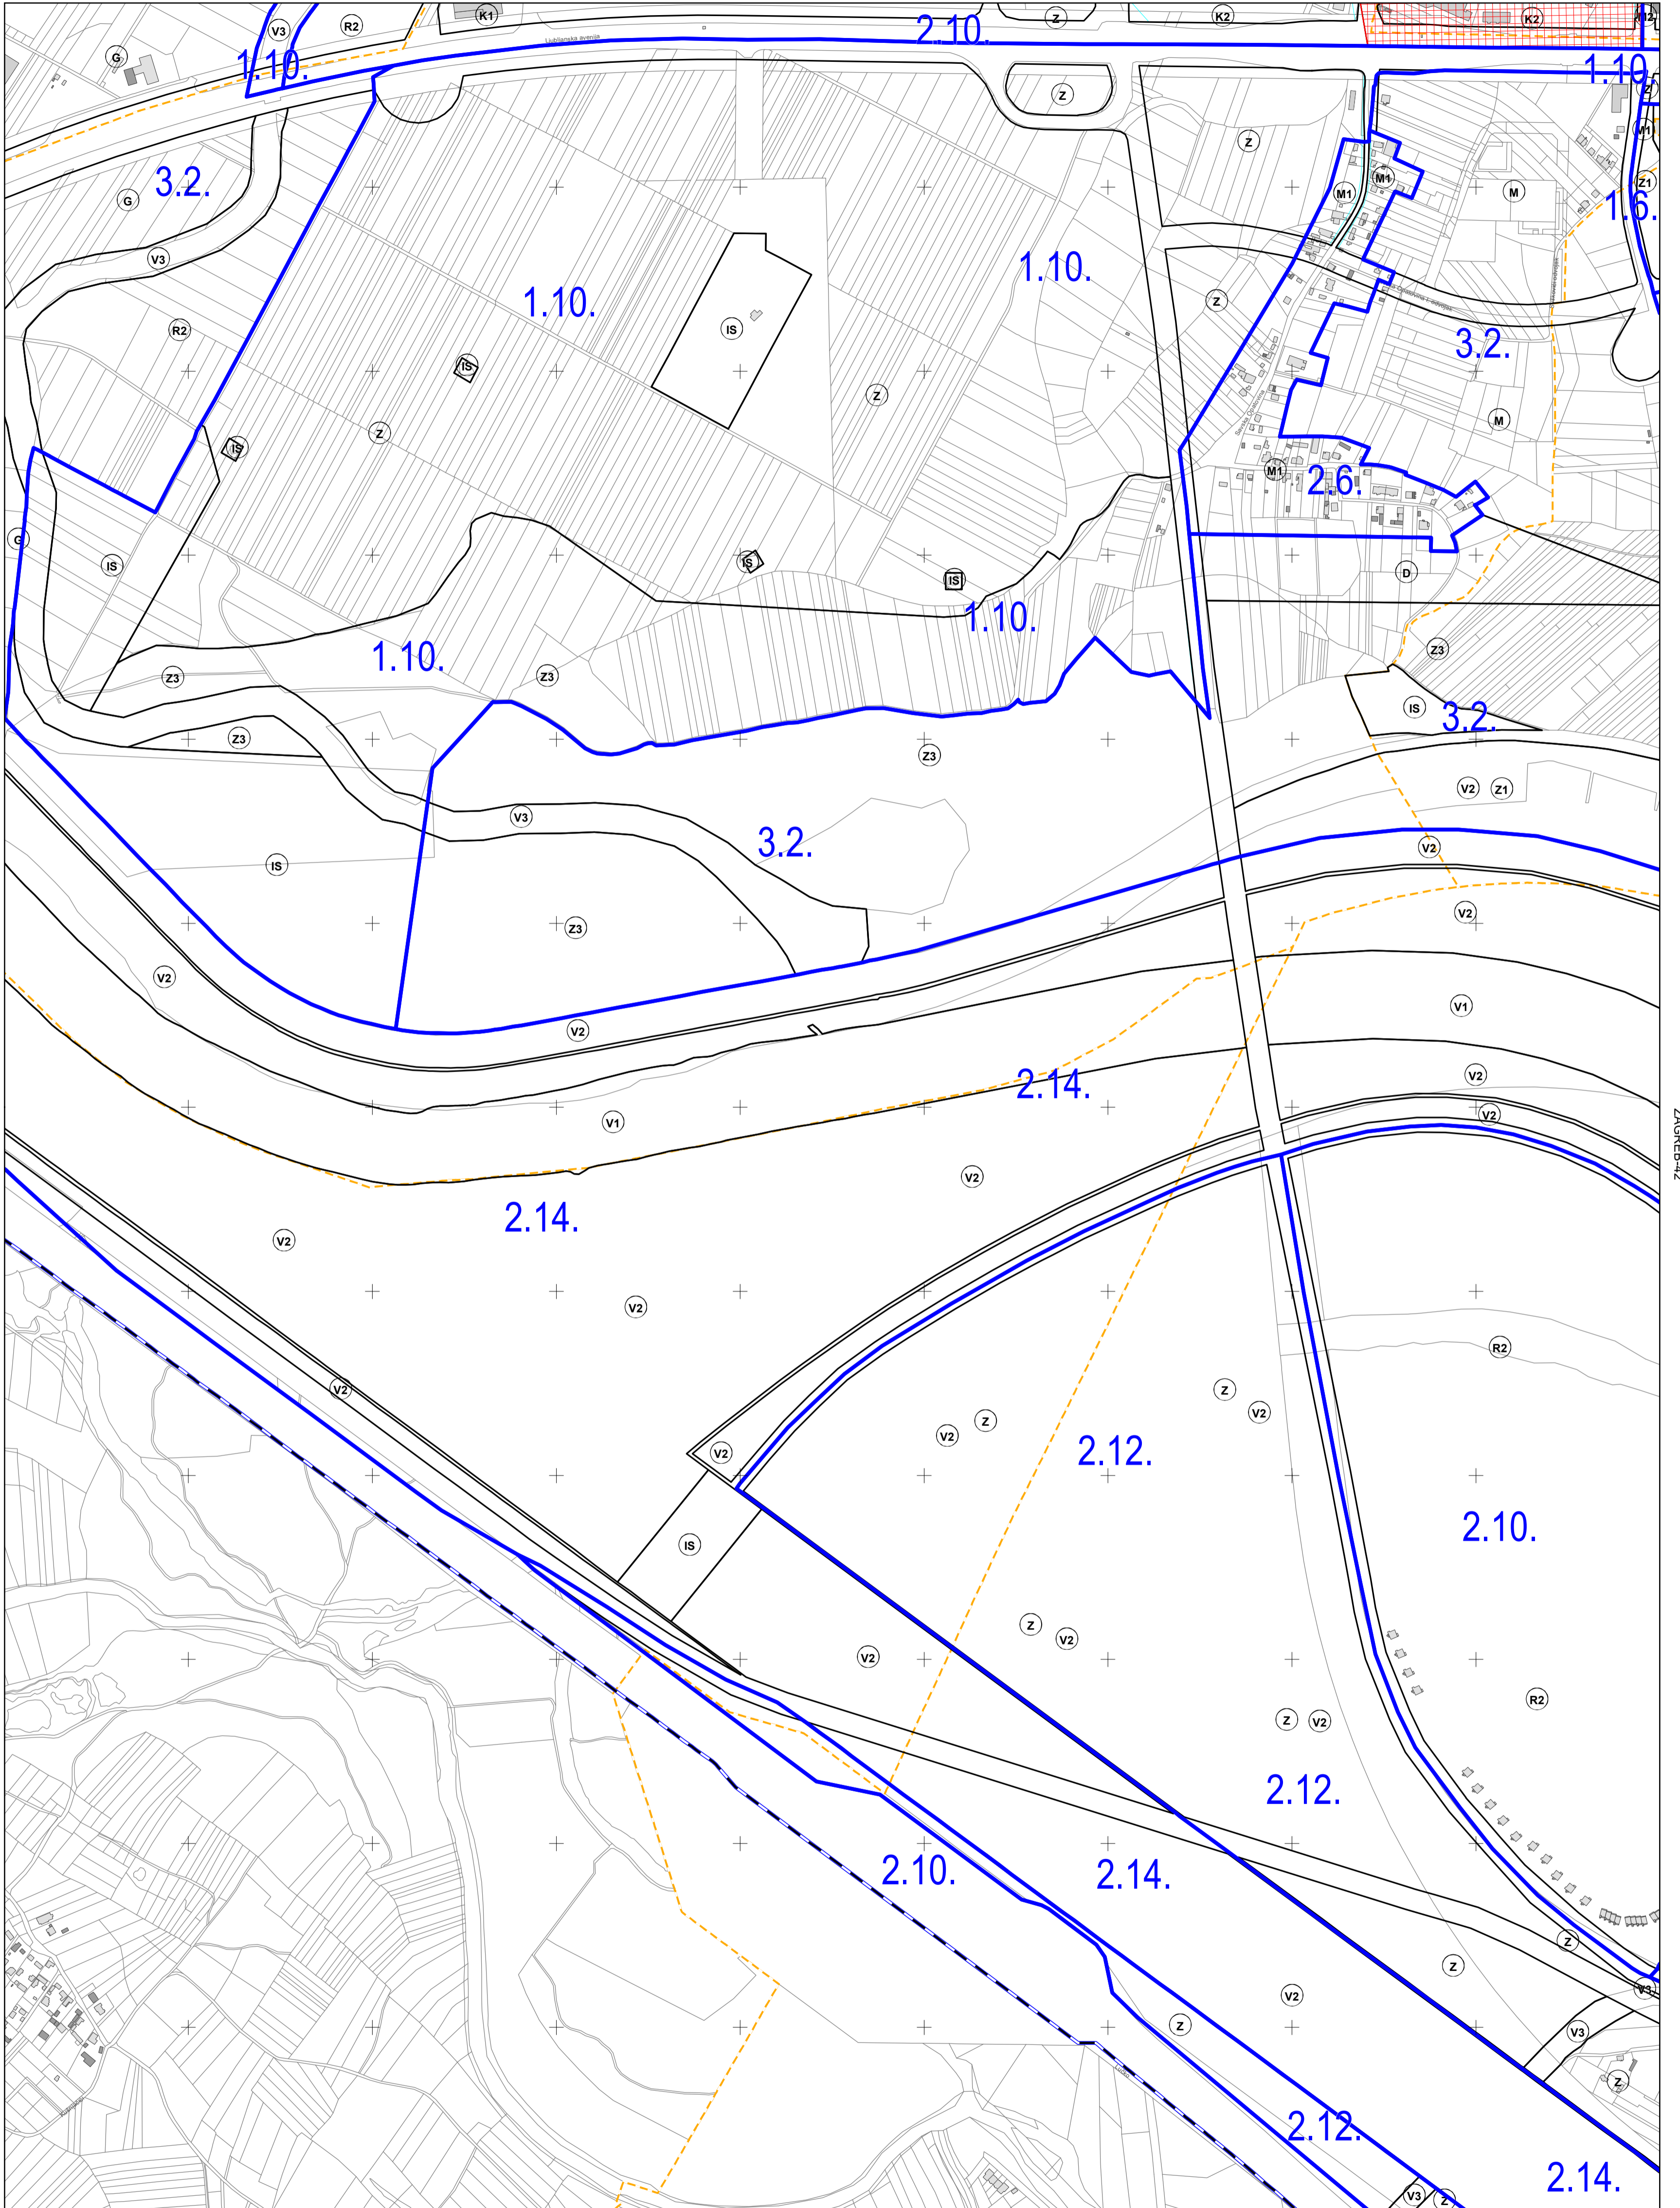 V3
R2
K1
2.10.
Z
K2
K2
Ljubljanska avenija
G
1.10.
1.10.
Z
Z
M1
Z
3.2.
M1
M1
M
Z1
G
1.6.
V3
1.10.
1.10.
Z
R2
IS
3.2.
IS
Z
M
Z
IS
M1
2.6.
G
IS
IS
IS
D
1.10.
1.10.
Z3
Z3
Z3
IS
3.2.
Z3
Z3
V2
Z1
V3
3.2.
V2
IS
V2
Z3
V2
V1
V2
V2
2.14.
V2
V1
V2
V2
2.14.
V2
V2
R2
V2
Z
V2
Z
V2
V2
2.12.
2.10.
IS
Z
V2
V2
R2
Z
V2
2.12.
2.10.
2.14.
Z
Z
V3
V2
Z
V3
Z
2.12.
2.14.
V3
Z
ZAGREB-42